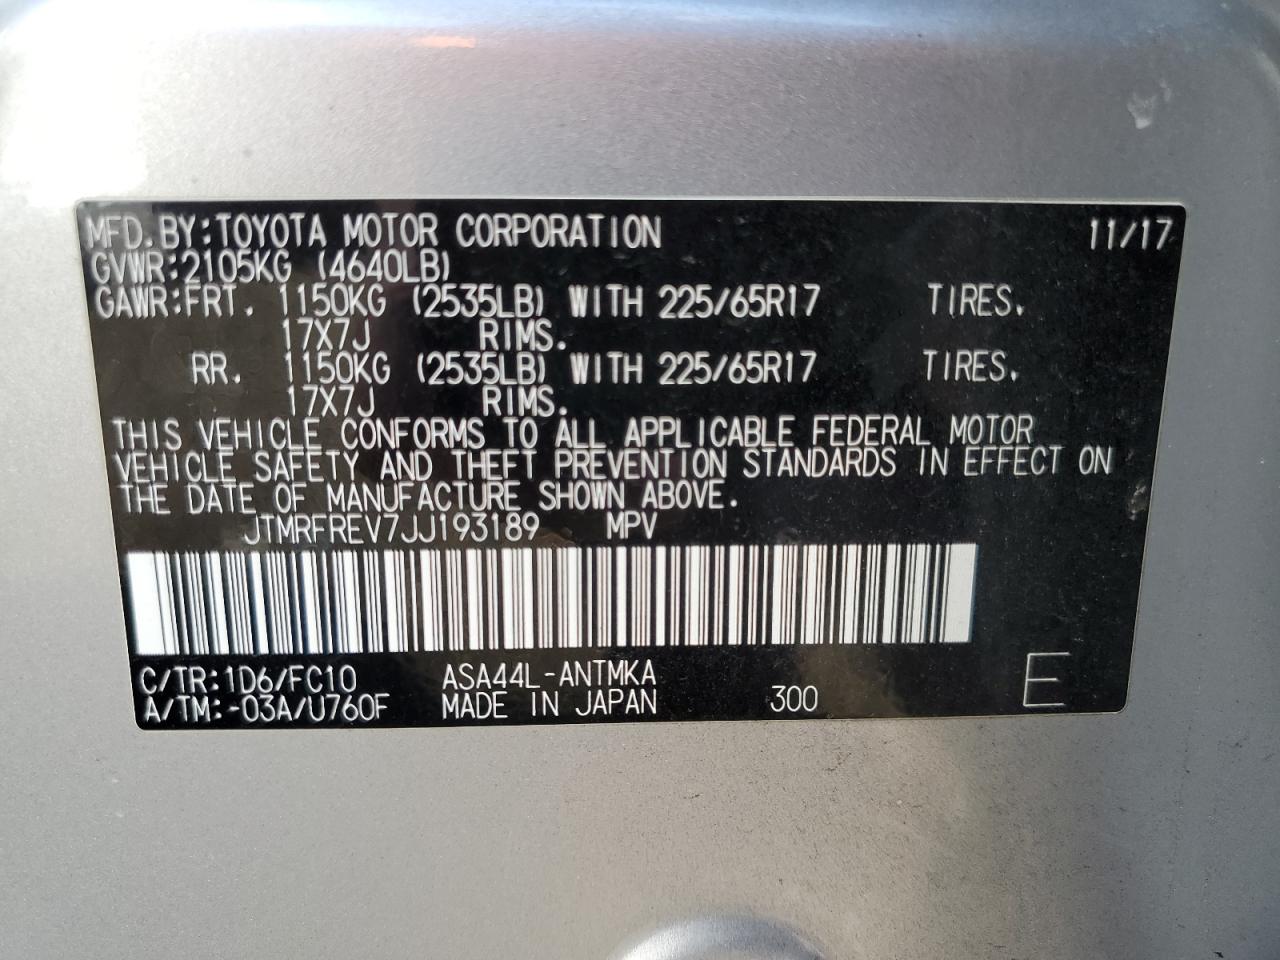 MFD. BY: TOYOTA MOTOR CORPORATION 11/17
GVWR: 2105KG (4640LB)
GAWR: FRT. 1150KG (2535LB) WITH 225/65R17 TIRES.
17X7J RIMS.
RR. 1150KG (2535LB) WITH 225/65R17 TIRES.
17X7J RIMS.
THIS VEHICLE CONFORMS TO ALL APPLICABLE FEDERAL MOTOR
VEHICLE SAFETY AND THEFT PREVENTION STANDARDS IN EFFECT ON
THE DATE OF MANUFACTURE SHOWN ABOVE.
JTMRFREV7JJ193189 MPV
C/TR: 1D6/FC10 ASA44L-ANTMKA
A/TM: -03A/U760F MADE IN JAPAN 300 E